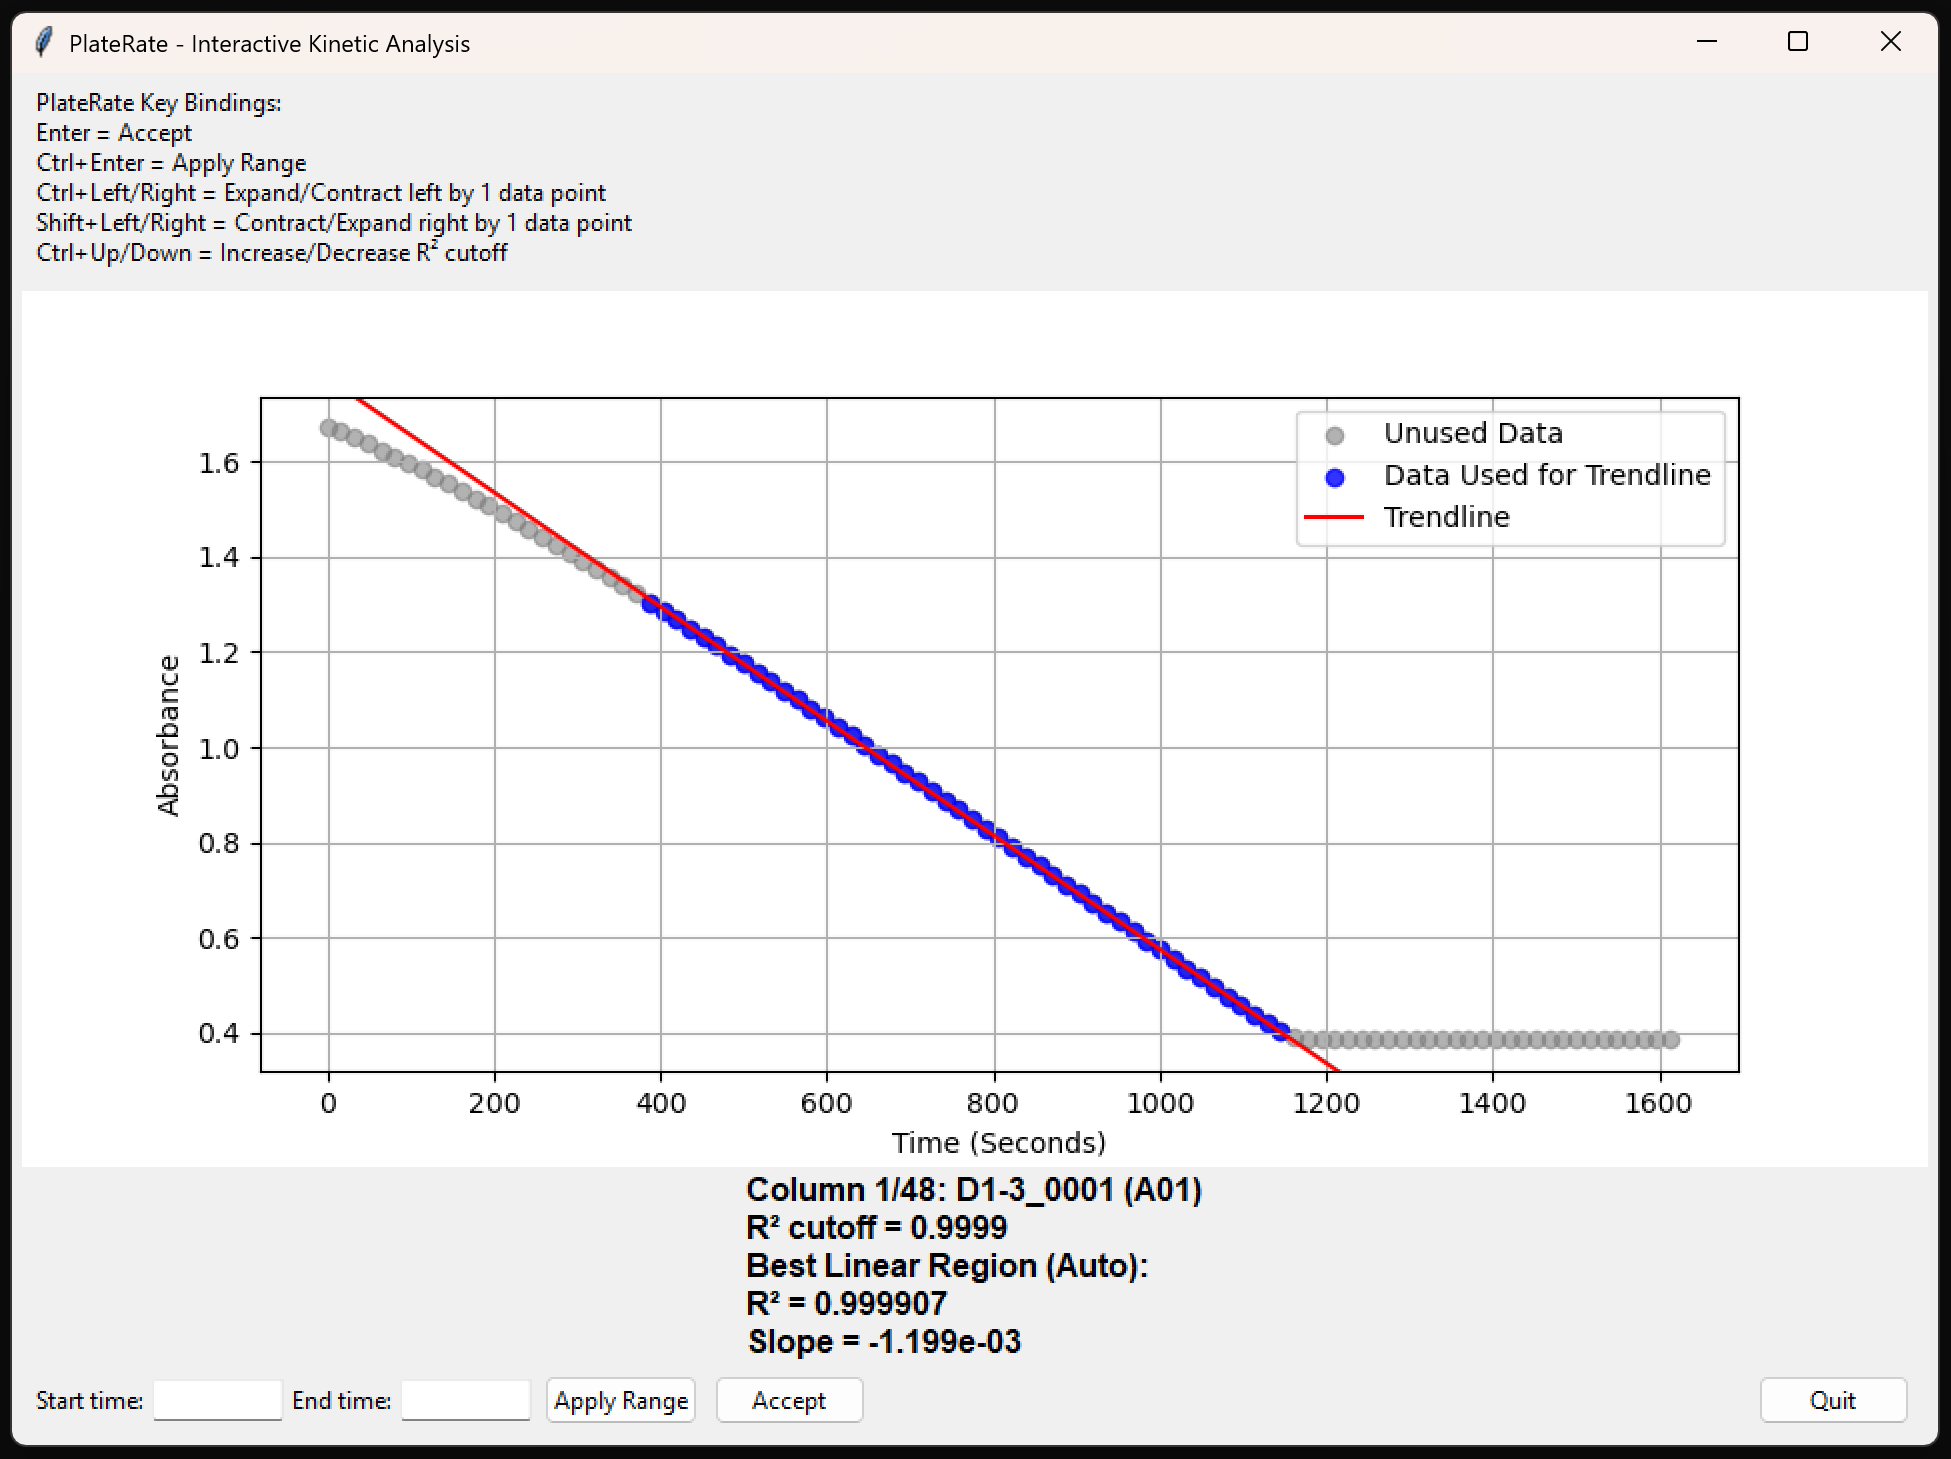 PlateRate - Interactive Kinetic Analysis
PlateRate Key Bindings:
Enter = Accept
Ctrl+Enter = Apply Range
Ctrl+Left/Right = Expand/Contract left by 1 data point
Shift+Left/Right = Contract/Expand right by 1 data point
Ctrl+Up/Down = Increase/Decrease R² cutoff
Unused Data
Data Used for Trendline
Trendline
1.6
1.4
1.2
1.0
0.8
0.6
0.4
Absorbance
0 200 400 600 800 1000 1200 1400 1600
Time (Seconds)
Column 1/48: D1-3_0001 (A01)
R² cutoff = 0.9999
Best Linear Region (Auto):
R² = 0.999907
Slope = -1.199e-03
Start time: End time: Apply Range Accept Quit